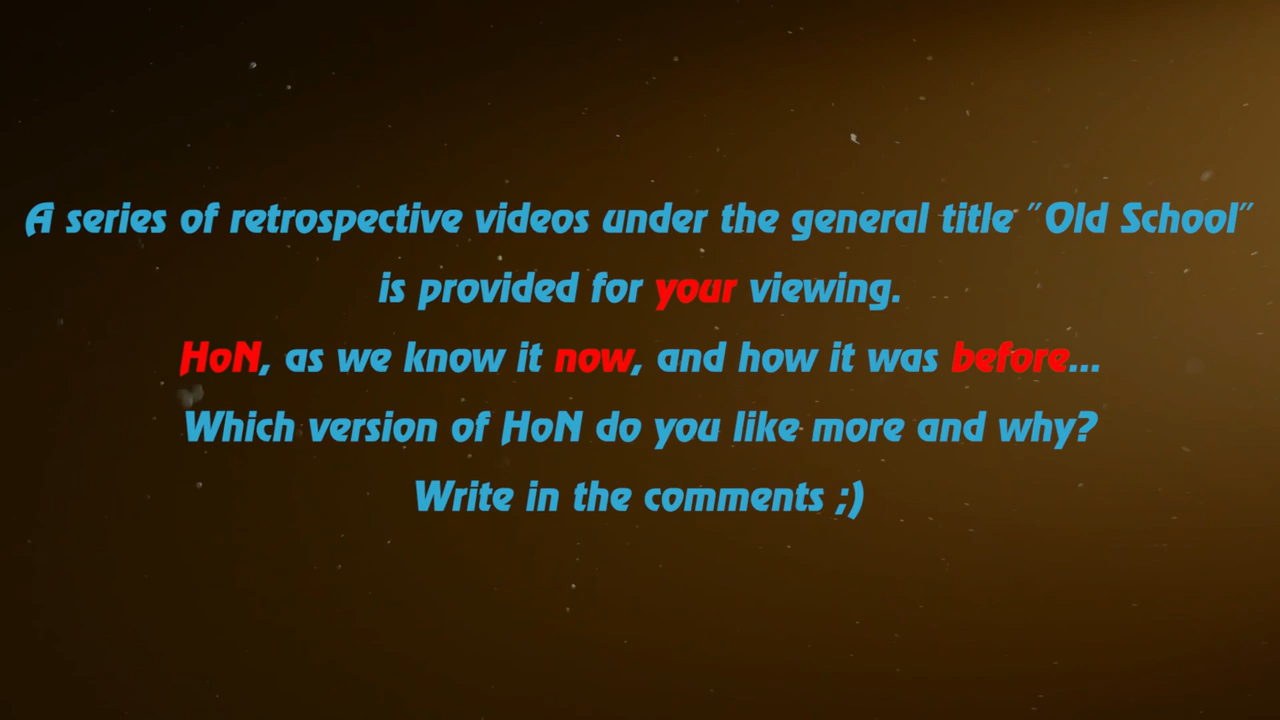 A series of retrospective videos under the general title "Old School"
is provided for your viewing.
HoN, as we know it now, and how it was before...
Which version of HoN do you like more and why?
Write in the comments ;)